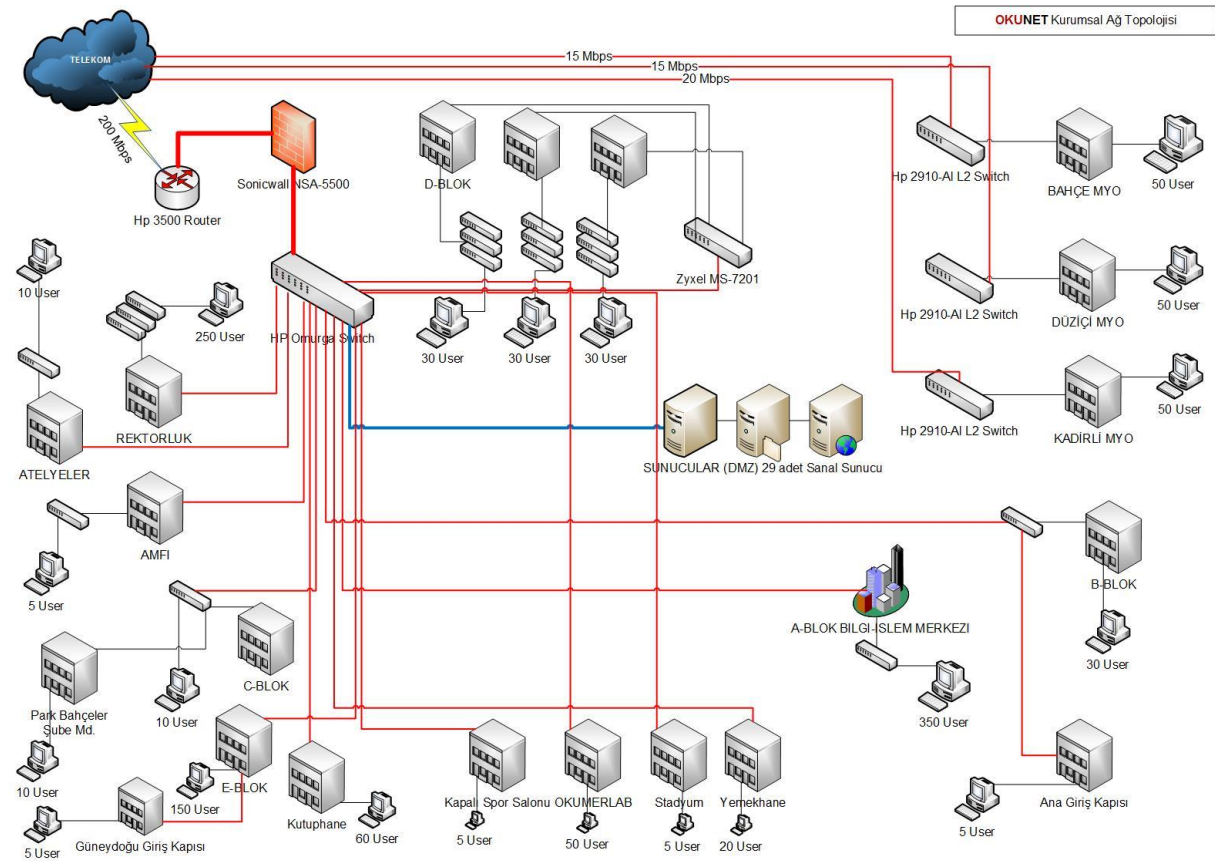 OKUNET Kurumsal Ağ Topolojisi
TELEKOM
15 Mbps
15 Mbps
20 Mbps
200 Mbps
Sonicwall NSA-5500
Hp 3500 Router
D-BLOK
Zyxel MS-7201
Hp 2910-Al L2 Switch
BAHÇE MYO
50 User
10 User
250 User
HP Omurga Switch
30 User
30 User
30 User
Hp 2910-Al L2 Switch
DÜZİÇİ MYO
50 User
REKTORLUK
ATELYELER
SUNUCULAR (DMZ) 29 adet Sanal Sunucu
Hp 2910-Al L2 Switch
KADİRLİ MYO
50 User
AMFI
5 User
B-BLOK
A-BLOK BILGI-ISLEM MERKEZI
30 User
350 User
C-BLOK
10 User
Park Bahçeler
Şube Md.
10 User
E-BLOK
150 User
Güneydoğu Giriş Kapısı
5 User
Kutuphane
60 User
Kapalı Spor Salonu
5 User
OKUMERLAB
50 User
Stadyum
5 User
Yemekhane
20 User
Ana Giriş Kapısı
5 User